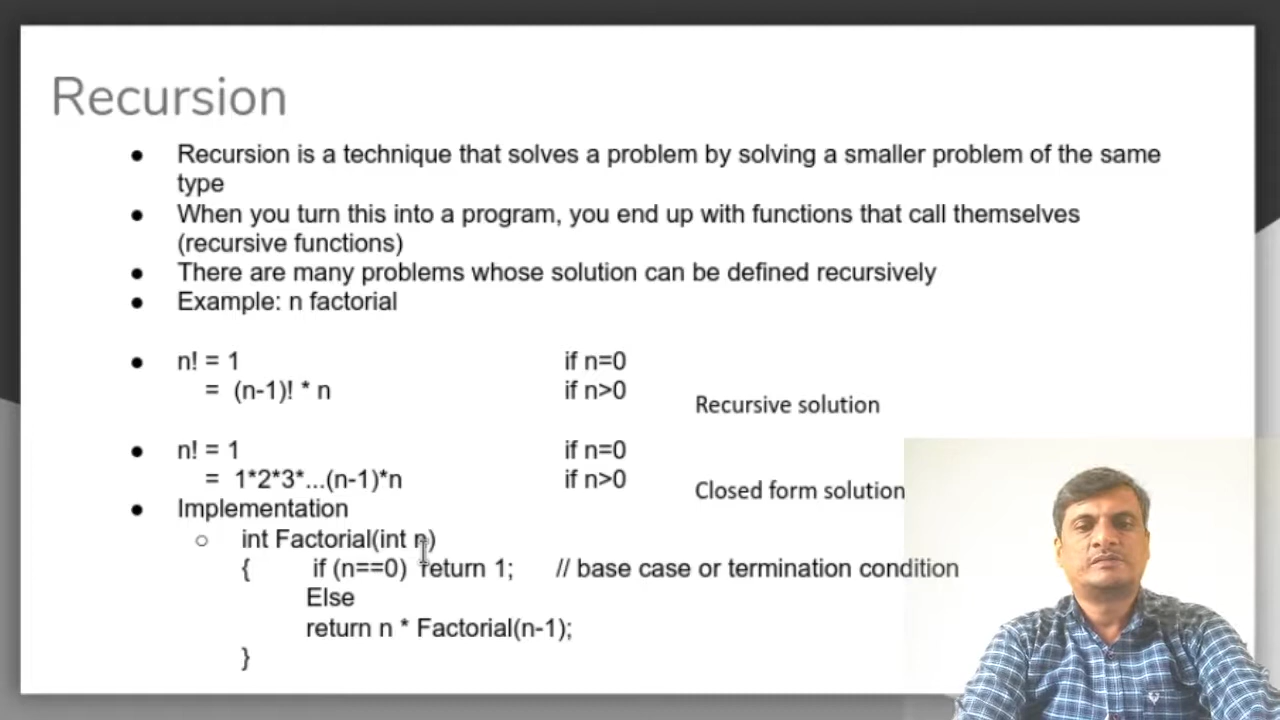 Recursion
● Recursion is a technique that solves a problem by solving a smaller problem of the same
type
● When you turn this into a program, you end up with functions that call themselves
(recursive functions)
● There are many problems whose solution can be defined recursively
● Example: n factorial
● n! = 1 if n=0
= (n-1)! * n if n>0
Recursive solution
● n! = 1 if n=0
= 1*2*3*...(n-1)*n if n>0
Closed form solution
● Implementation
○ int Factorial(int n)
{ if (n==0) return 1; // base case or termination condition
Else
return n * Factorial(n-1);
}